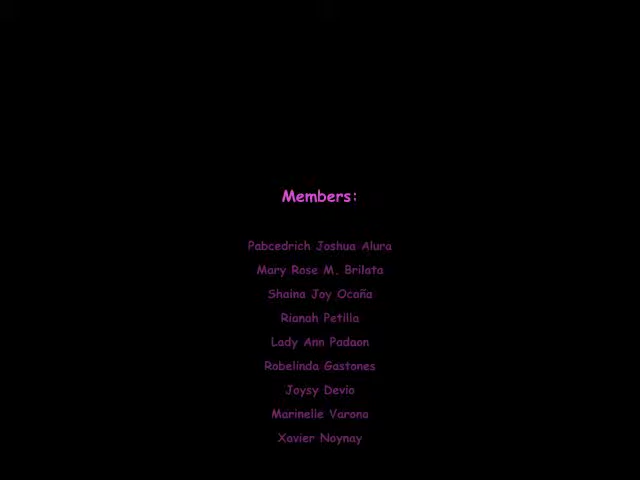 Members:
Pabcedrich Joshua Alura
Mary Rose M. Brilata
Shaina Joy Ocaña
Rianah Petilla
Lady Ann Padaon
Robelinda Gastones
Joysy Devio
Marinelle Varona
Xavier Noynay